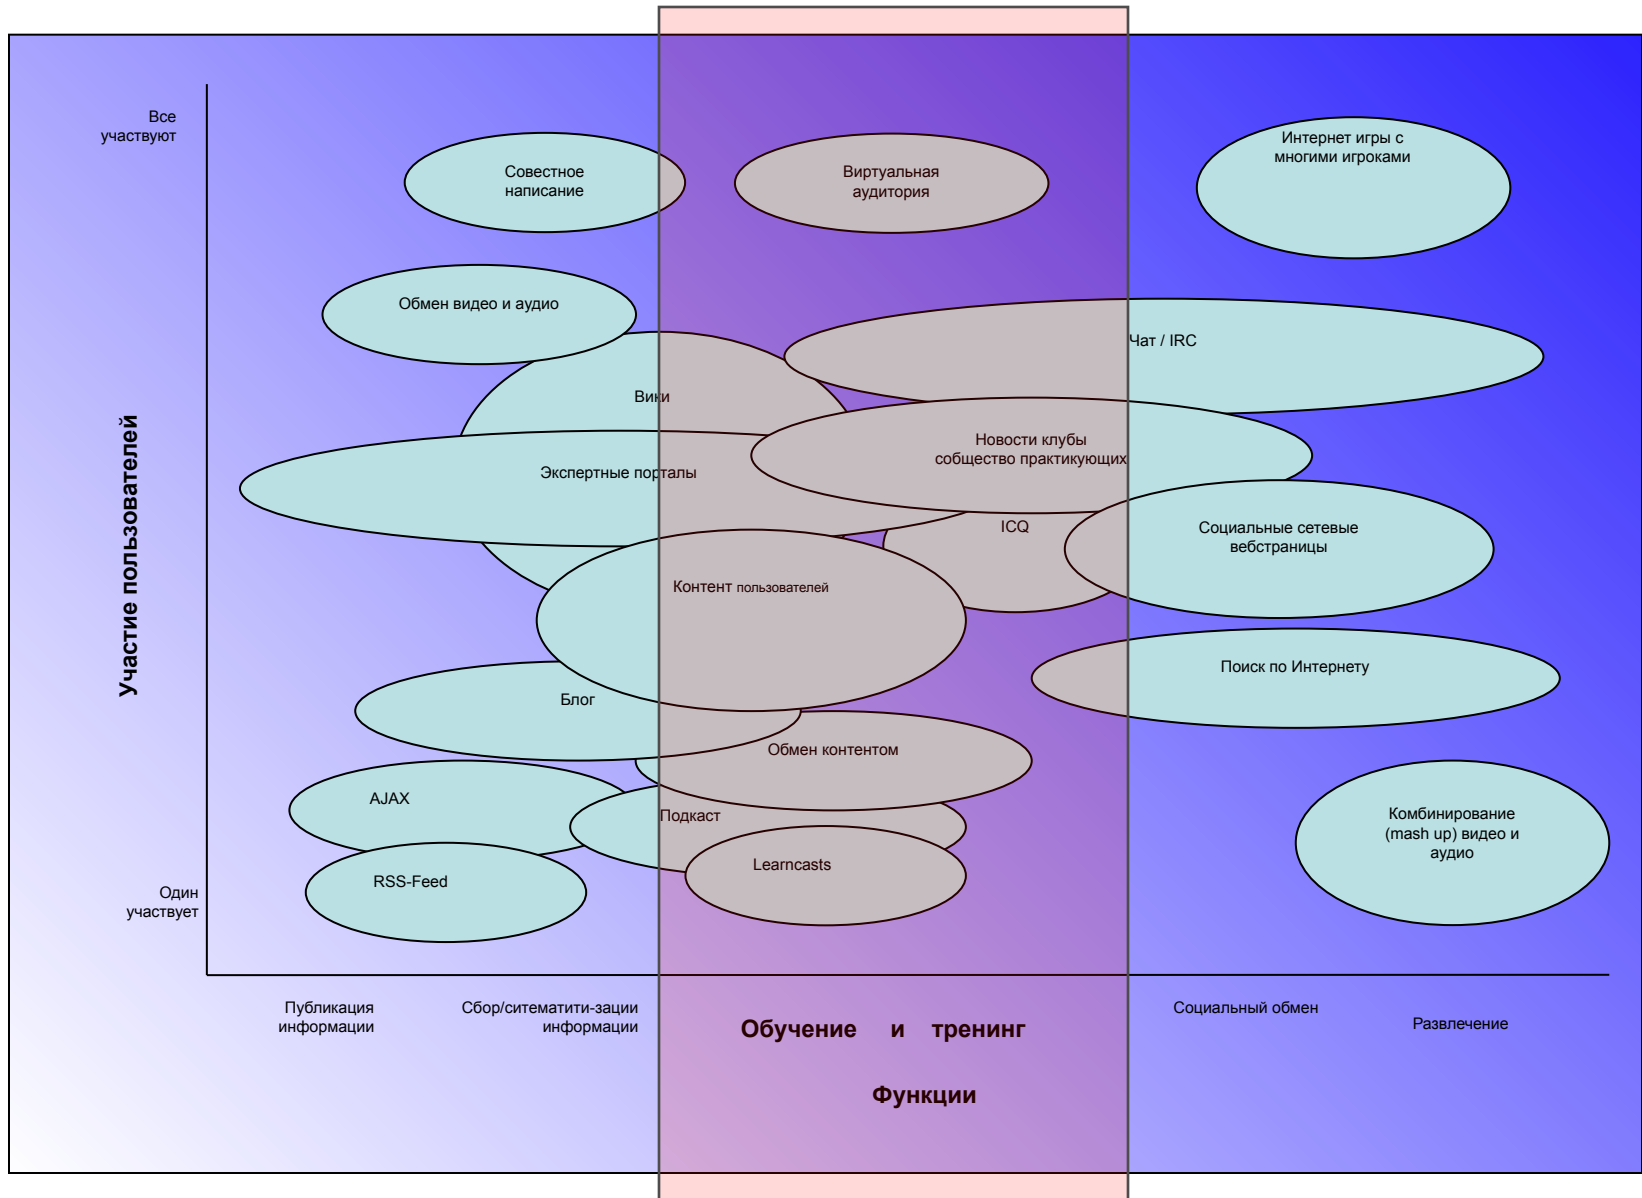 Все
участвуют
Совестное
написание
Виртуальная
аудитория
Интернет игры с
многими игроками
Обмен видео и аудио
Чат / IRC
Вики
Новости клубы
собщество практикующих
Экспертные порталы
ICQ
Социальные сетевые
вебстраницы
Участие пользователей
Контент пользователей
Поиск по Интернету
Блог
Обмен контентом
AJAX
Подкаст
Комбинирование
(mash up) видео и
аудио
Learncasts
RSS-Feed
Один
участвует
Публикация
информации
Сбор/ситематити-зации
информации
Обучение и тренинг
Социальный обмен
Развлечение
Функции